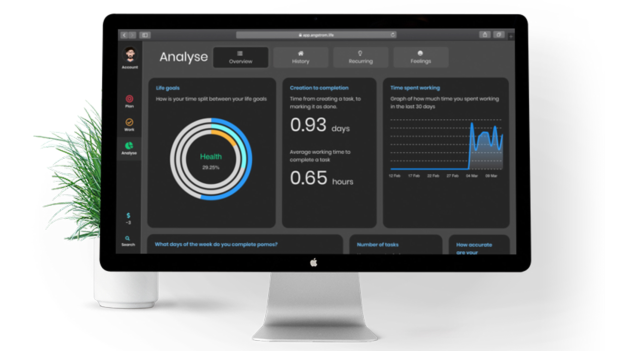 app.engstrom.life
Account
Plan
Work
Analyse
$
-3
Search
Analyse
Overview
History
Recurring
Feelings
Life goals
How is your time split between your life goals
Health
28.25%
Creation to completion
Time from creating a task, to
marking it as done.
0.93 days
Average working time to
complete a task
0.65 hours
Time spent working
Graph of how much time you spent working
in the last 30 days
12 Feb 17 Feb 22 Feb 27 Feb 04 Mar 09 Mar
What days of the week do you complete pomos?
Number of tasks
How accurate
are your